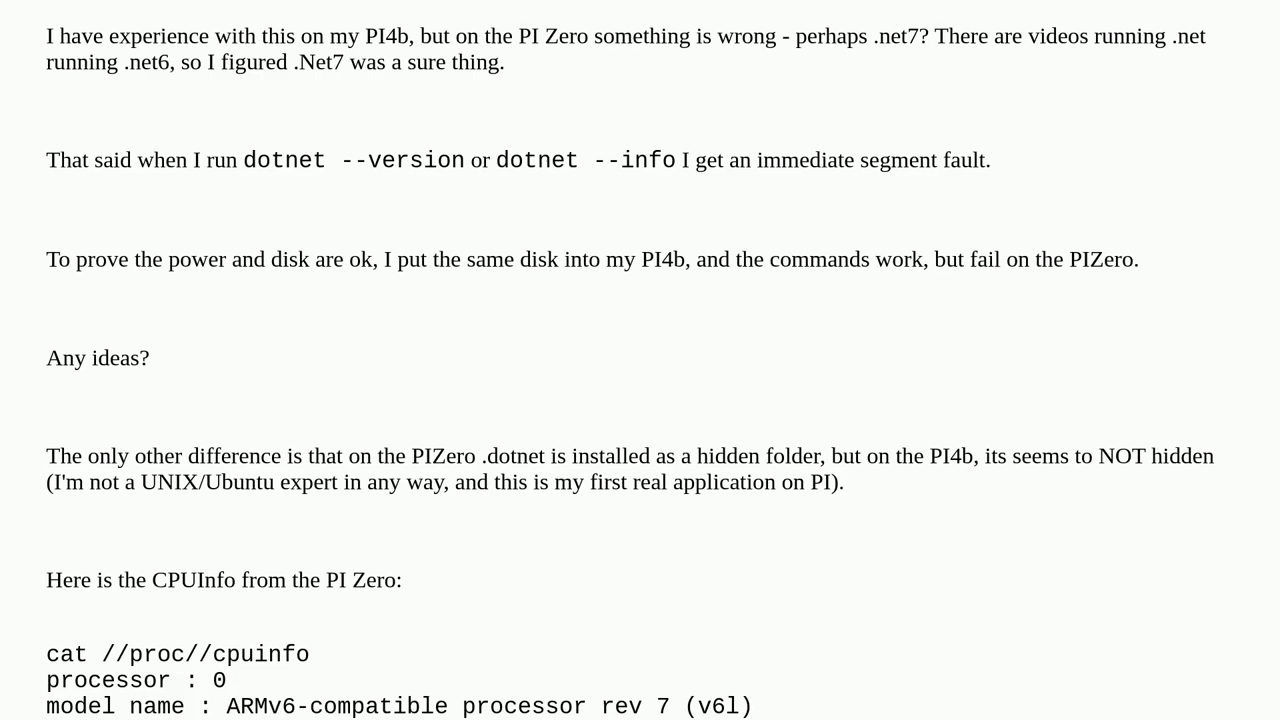 I have experience with this on my PI4b, but on the PI Zero something is wrong - perhaps .net7? There are videos running .net
running .net6, so I figured .Net7 was a sure thing.
That said when I run dotnet --version or dotnet --info I get an immediate segment fault.
To prove the power and disk are ok, I put the same disk into my PI4b, and the commands work, but fail on the PIZero.
Any ideas?
The only other difference is that on the PIZero .dotnet is installed as a hidden folder, but on the PI4b, its seems to NOT hidden
(I'm not a UNIX/Ubuntu expert in any way, and this is my first real application on PI).
Here is the CPUInfo from the PI Zero:
cat //proc//cpuinfo
processor : 0
model name : ARMv6-compatible processor rev 7 (v6l)